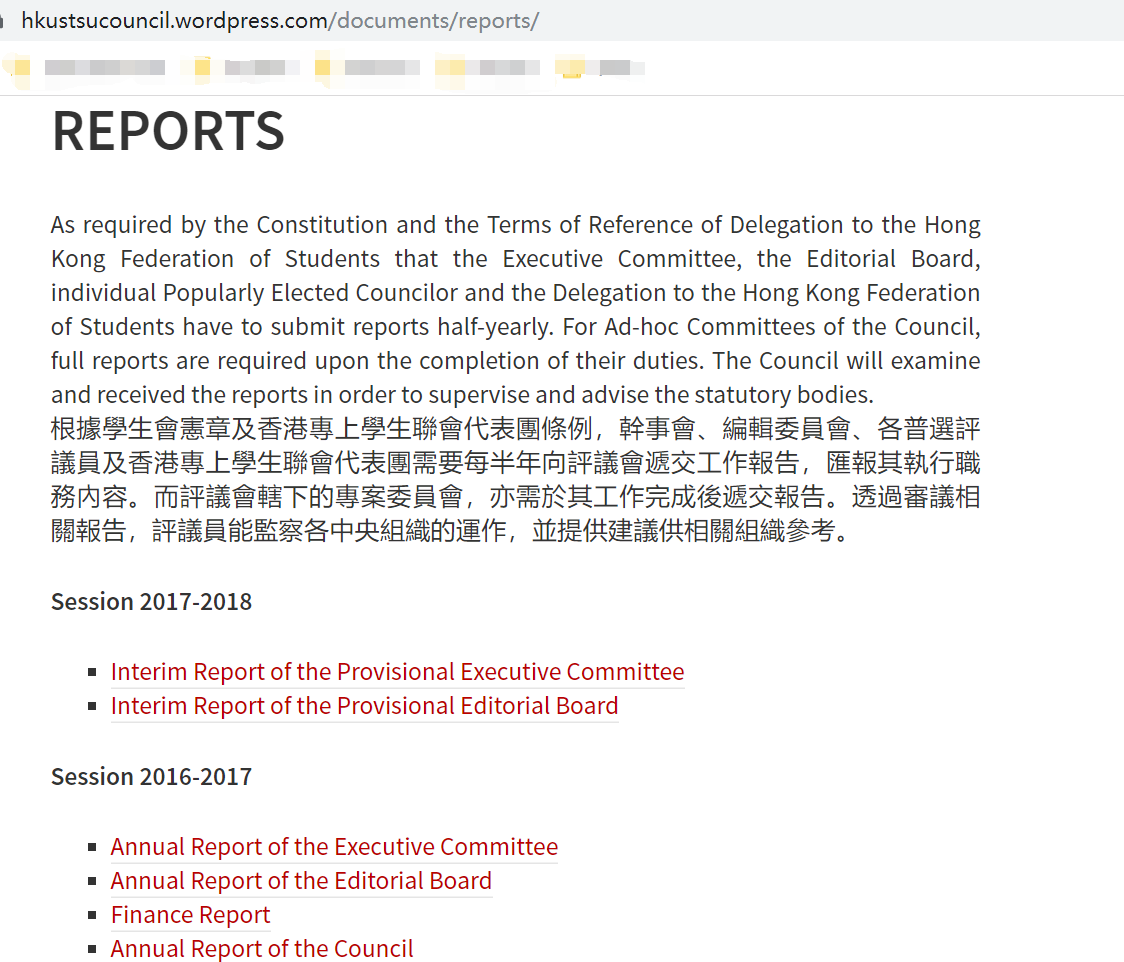 hkustsucouncil.wordpress.com/documents/reports/
REPORTS
As required by the Constitution and the Terms of Reference of Delegation to the Hong
Kong Federation of Students that the Executive Committee, the Editorial Board,
individual Popularly Elected Councilor and the Delegation to the Hong Kong Federation
of Students have to submit reports half-yearly. For Ad-hoc Committees of the Council,
full reports are required upon the completion of their duties. The Council will examine
and received the reports in order to supervise and advise the statutory bodies.
根據學生會憲章及香港專上學生聯會代表團條例，幹事會、編輯委員會、各普選評
議員及香港專上學生聯會代表團需要每半年向評議會遞交工作報告，匯報其執行職
務內容。而評議會轄下的專案委員會，亦需於其工作完成後遞交報告。透過審議相
關報告，評議員能監察各中央組織的運作，並提供建議供相關組織參考。
Session 2017-2018
Interim Report of the Provisional Executive Committee
Interim Report of the Provisional Editorial Board
Session 2016-2017
Annual Report of the Executive Committee
Annual Report of the Editorial Board
Finance Report
Annual Report of the Council